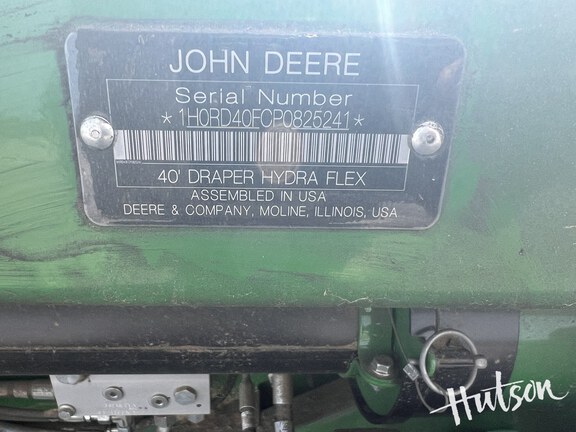 JOHN DEERE
Serial Number
*1H0RD40FCP0825241*
40' DRAPER HYDRA FLEX
ASSEMBLED IN USA
DEERE & COMPANY, MOLINE, ILLINOIS, USA
Hutson